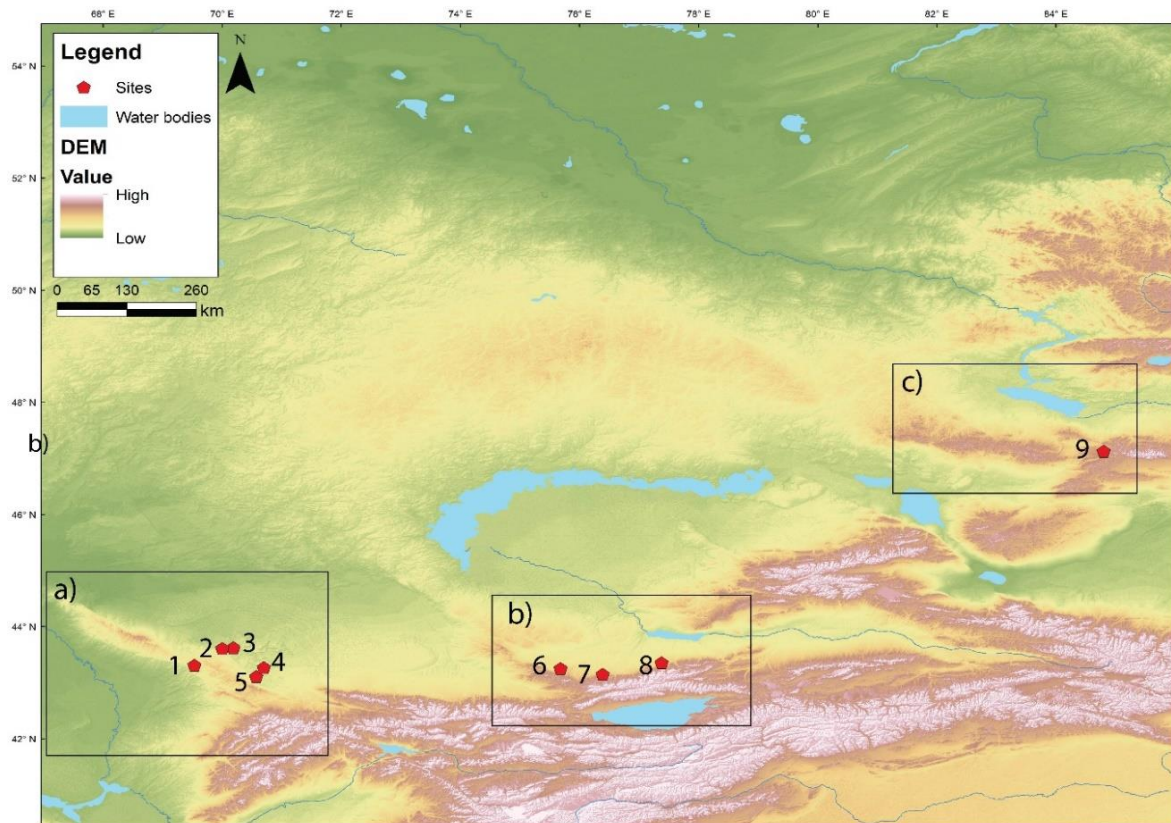 68° E 70° E 72° E 74° E 76° E 78° E 80° E 82° E 84° E
Legend
Sites
Water bodies
DEM
Value
High
Low
0 65 130 260
km
N
54° N
52° N
50° N
48° N
b)
46° N
44° N
42° N
c)
9
a)
1
2
3
4
5
b)
6
7
8